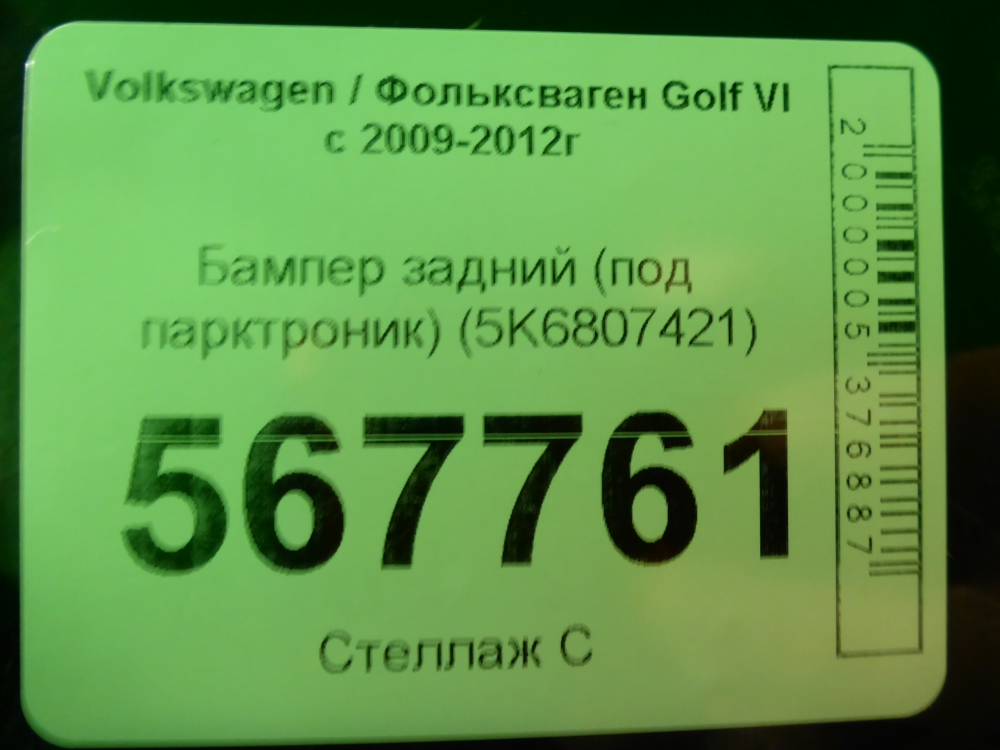 Volkswagen / Фольксваген Golf VI
с 2009-2012г
Бампер задний (под
парктроник) (5K6807421)
567761
Стеллаж С
2000005376887